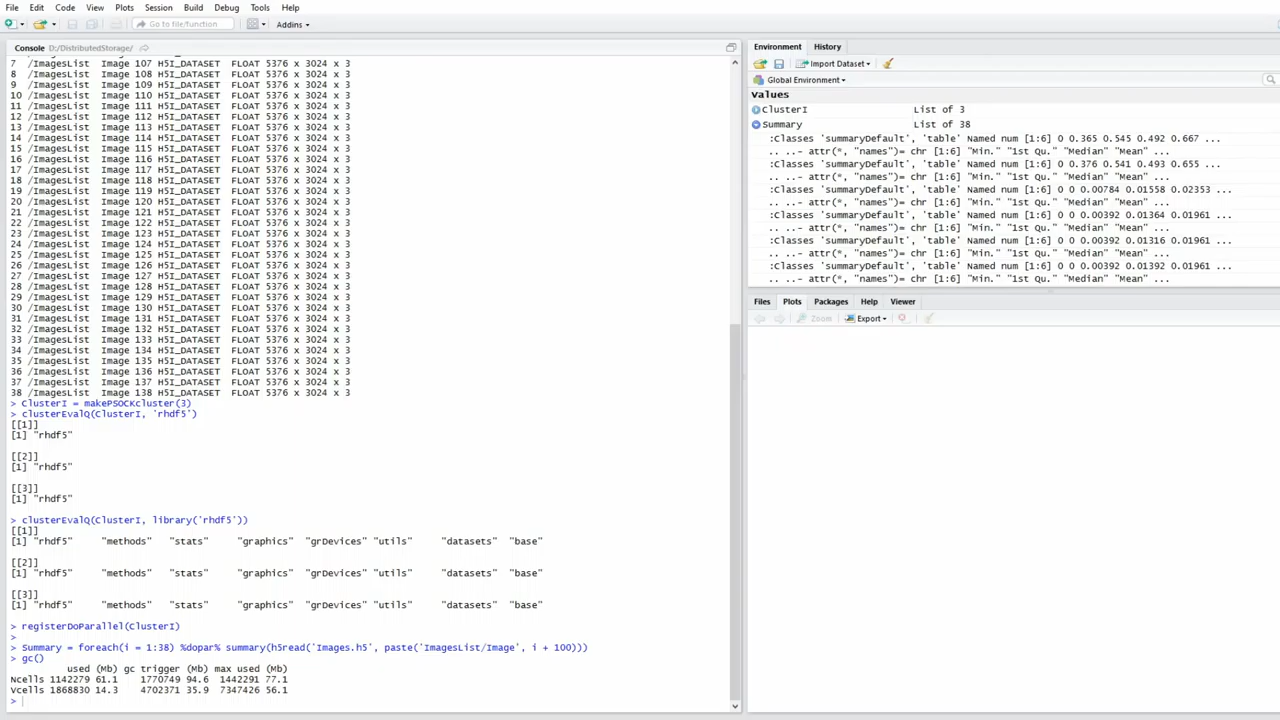 File Edit Code View Plots Session Build Debug Tools Help
Go to file/function Addins
Console D:/DistributedStorage/
7 /ImagesList Image 107 H5I_DATASET FLOAT 5376 x 3024 x 3
8 /ImagesList Image 108 H5I_DATASET FLOAT 5376 x 3024 x 3
9 /ImagesList Image 109 H5I_DATASET FLOAT 5376 x 3024 x 3
10 /ImagesList Image 110 H5I_DATASET FLOAT 5376 x 3024 x 3
11 /ImagesList Image 111 H5I_DATASET FLOAT 5376 x 3024 x 3
12 /ImagesList Image 112 H5I_DATASET FLOAT 5376 x 3024 x 3
13 /ImagesList Image 113 H5I_DATASET FLOAT 5376 x 3024 x 3
14 /ImagesList Image 114 H5I_DATASET FLOAT 5376 x 3024 x 3
15 /ImagesList Image 115 H5I_DATASET FLOAT 5376 x 3024 x 3
16 /ImagesList Image 116 H5I_DATASET FLOAT 5376 x 3024 x 3
17 /ImagesList Image 117 H5I_DATASET FLOAT 5376 x 3024 x 3
18 /ImagesList Image 118 H5I_DATASET FLOAT 5376 x 3024 x 3
19 /ImagesList Image 119 H5I_DATASET FLOAT 5376 x 3024 x 3
20 /ImagesList Image 120 H5I_DATASET FLOAT 5376 x 3024 x 3
21 /ImagesList Image 121 H5I_DATASET FLOAT 5376 x 3024 x 3
22 /ImagesList Image 122 H5I_DATASET FLOAT 5376 x 3024 x 3
23 /ImagesList Image 123 H5I_DATASET FLOAT 5376 x 3024 x 3
24 /ImagesList Image 124 H5I_DATASET FLOAT 5376 x 3024 x 3
25 /ImagesList Image 125 H5I_DATASET FLOAT 5376 x 3024 x 3
26 /ImagesList Image 126 H5I_DATASET FLOAT 5376 x 3024 x 3
27 /ImagesList Image 127 H5I_DATASET FLOAT 5376 x 3024 x 3
28 /ImagesList Image 128 H5I_DATASET FLOAT 5376 x 3024 x 3
29 /ImagesList Image 129 H5I_DATASET FLOAT 5376 x 3024 x 3
30 /ImagesList Image 130 H5I_DATASET FLOAT 5376 x 3024 x 3
31 /ImagesList Image 131 H5I_DATASET FLOAT 5376 x 3024 x 3
32 /ImagesList Image 132 H5I_DATASET FLOAT 5376 x 3024 x 3
33 /ImagesList Image 133 H5I_DATASET FLOAT 5376 x 3024 x 3
34 /ImagesList Image 134 H5I_DATASET FLOAT 5376 x 3024 x 3
35 /ImagesList Image 135 H5I_DATASET FLOAT 5376 x 3024 x 3
36 /ImagesList Image 136 H5I_DATASET FLOAT 5376 x 3024 x 3
37 /ImagesList Image 137 H5I_DATASET FLOAT 5376 x 3024 x 3
38 /ImagesList Image 138 H5I_DATASET FLOAT 5376 x 3024 x 3
> ClusterI = makePSOCKcluster(3)
> clusterEvalQ(ClusterI, 'rhdf5')
[[1]]
[1] "rhdf5"
[[2]]
[1] "rhdf5"
[[3]]
[1] "rhdf5"
> clusterEvalQ(ClusterI, library('rhdf5'))
[[1]]
[1] "rhdf5" "methods" "stats" "graphics" "grDevices" "utils" "datasets" "base"
[[2]]
[1] "rhdf5" "methods" "stats" "graphics" "grDevices" "utils" "datasets" "base"
[[3]]
[1] "rhdf5" "methods" "stats" "graphics" "grDevices" "utils" "datasets" "base"
> registerDoParallel(ClusterI)
>
> Summary = foreach(i = 1:38) %dopar% summary(h5read('Images.h5', paste('ImagesList/Image', i + 100)))
> gc()
used (Mb) gc trigger (Mb) max used (Mb)
Ncells 1142279 61.1 1770749 94.6 1442291 77.1
Vcells 1868830 14.3 4702371 35.9 7347426 56.1
>
Environment History
Import Dataset
Global Environment
Values
ClusterI List of 3
Summary List of 38
:Classes 'summaryDefault', 'table' Named num [1:6] 0 0.365 0.545 0.492 0.667 ...
.. ..- attr(*, "names")= chr [1:6] "Min." "1st Qu." "Median" "Mean" ...
:Classes 'summaryDefault', 'table' Named num [1:6] 0 0.376 0.541 0.493 0.655 ...
.. ..- attr(*, "names")= chr [1:6] "Min." "1st Qu." "Median" "Mean" ...
:Classes 'summaryDefault', 'table' Named num [1:6] 0 0 0.00784 0.01558 0.02353 ...
.. ..- attr(*, "names")= chr [1:6] "Min." "1st Qu." "Median" "Mean" ...
:Classes 'summaryDefault', 'table' Named num [1:6] 0 0 0.00392 0.01364 0.01961 ...
.. ..- attr(*, "names")= chr [1:6] "Min." "1st Qu." "Median" "Mean" ...
:Classes 'summaryDefault', 'table' Named num [1:6] 0 0 0.00392 0.01316 0.01961 ...
.. ..- attr(*, "names")= chr [1:6] "Min." "1st Qu." "Median" "Mean" ...
:Classes 'summaryDefault', 'table' Named num [1:6] 0 0 0.00392 0.01392 0.01961 ...
.. ..- attr(*, "names")= chr [1:6] "Min." "1st Qu." "Median" "Mean" ...
Files Plots Packages Help Viewer
Zoom Export